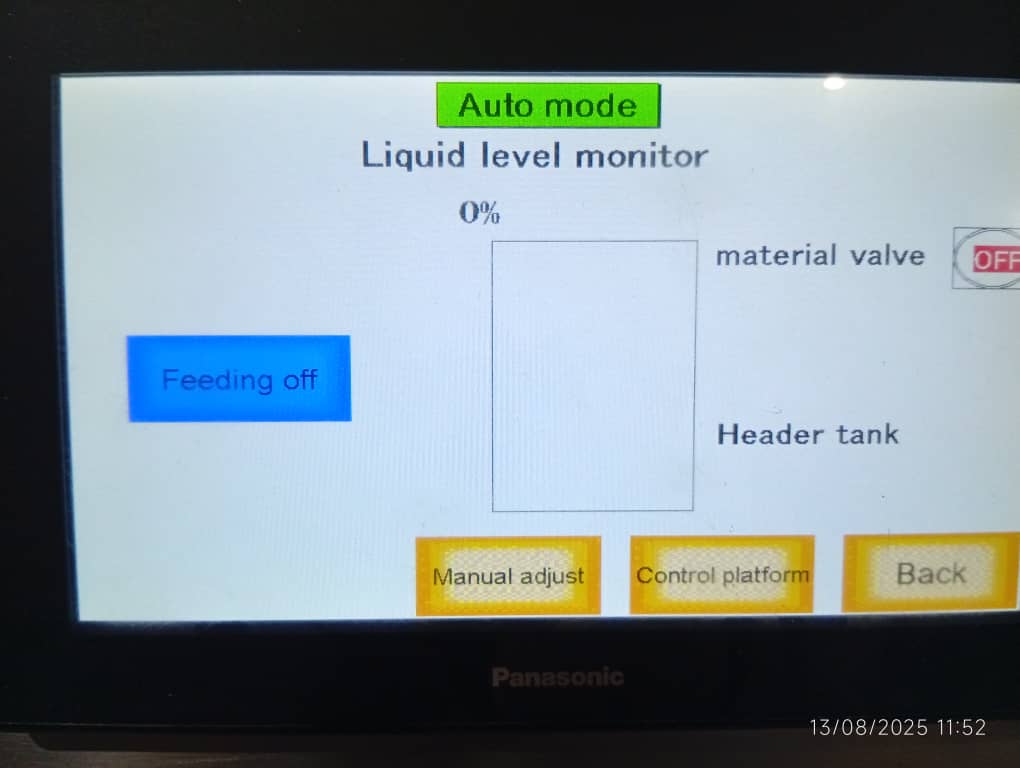 Auto mode
Liquid level monitor
0%
material valve
OFF
Feeding off
Header tank
Manual adjust
Control platform
Back
Panasonic
13/08/2025 11:52